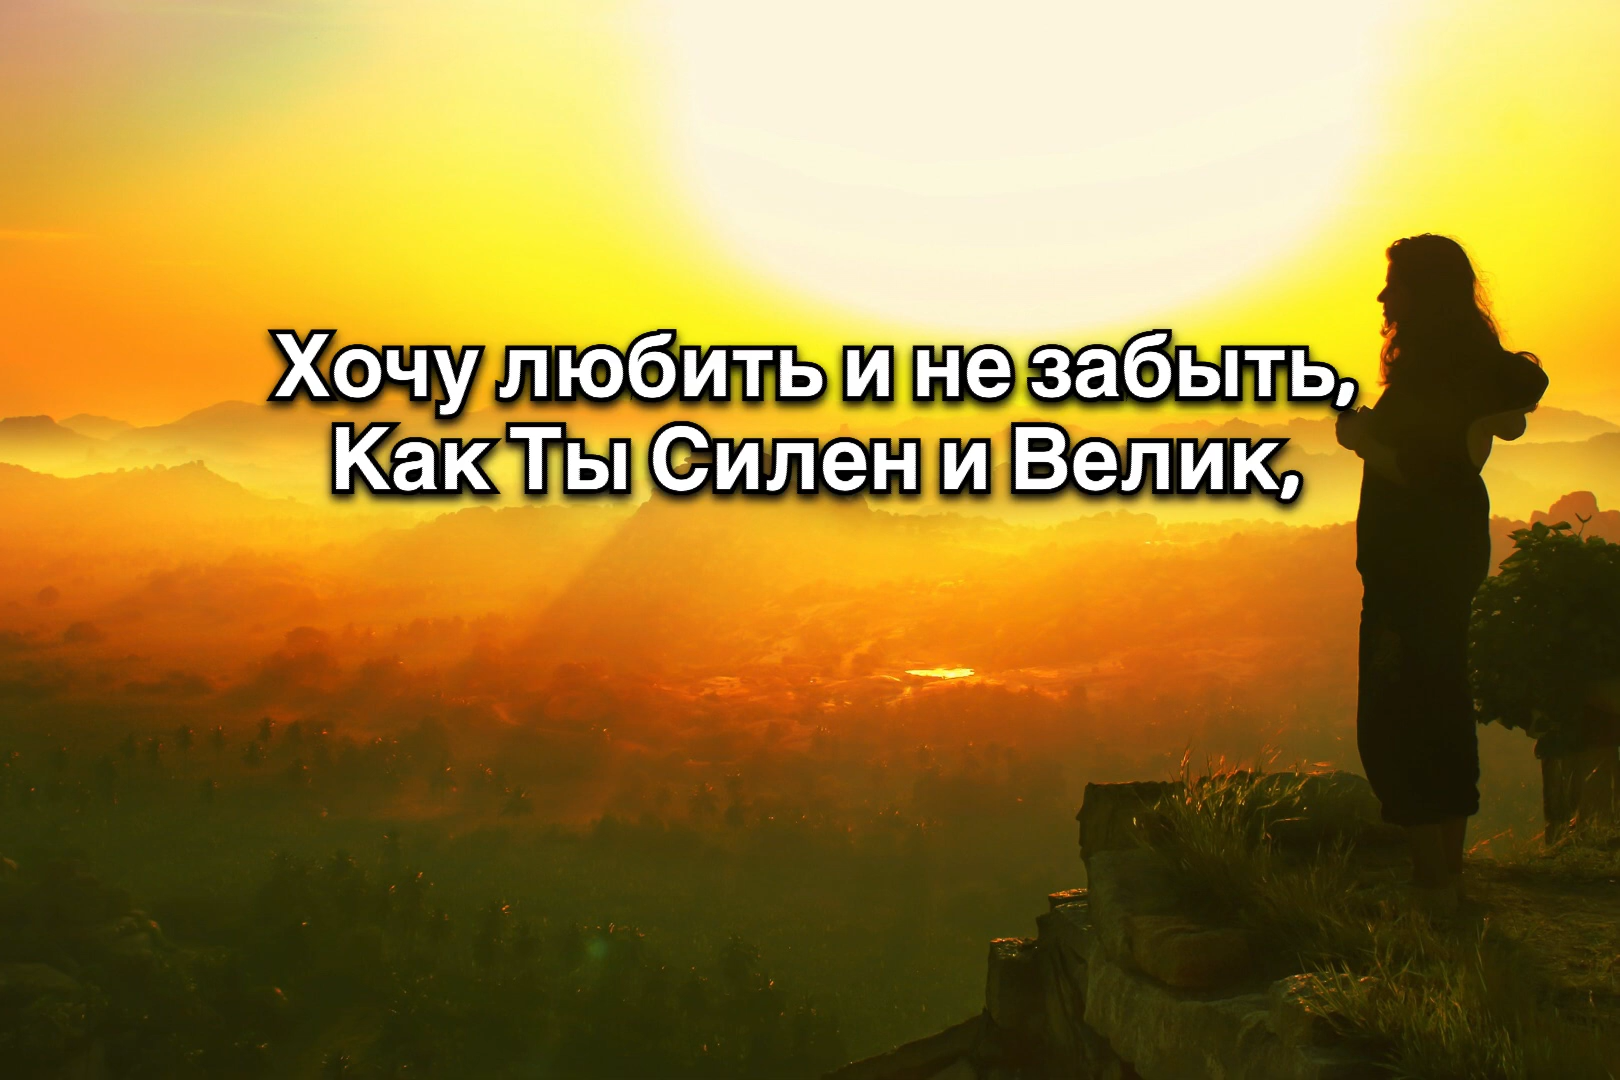 Хочу любить и не забыть,
Как Ты Силен и Велик,